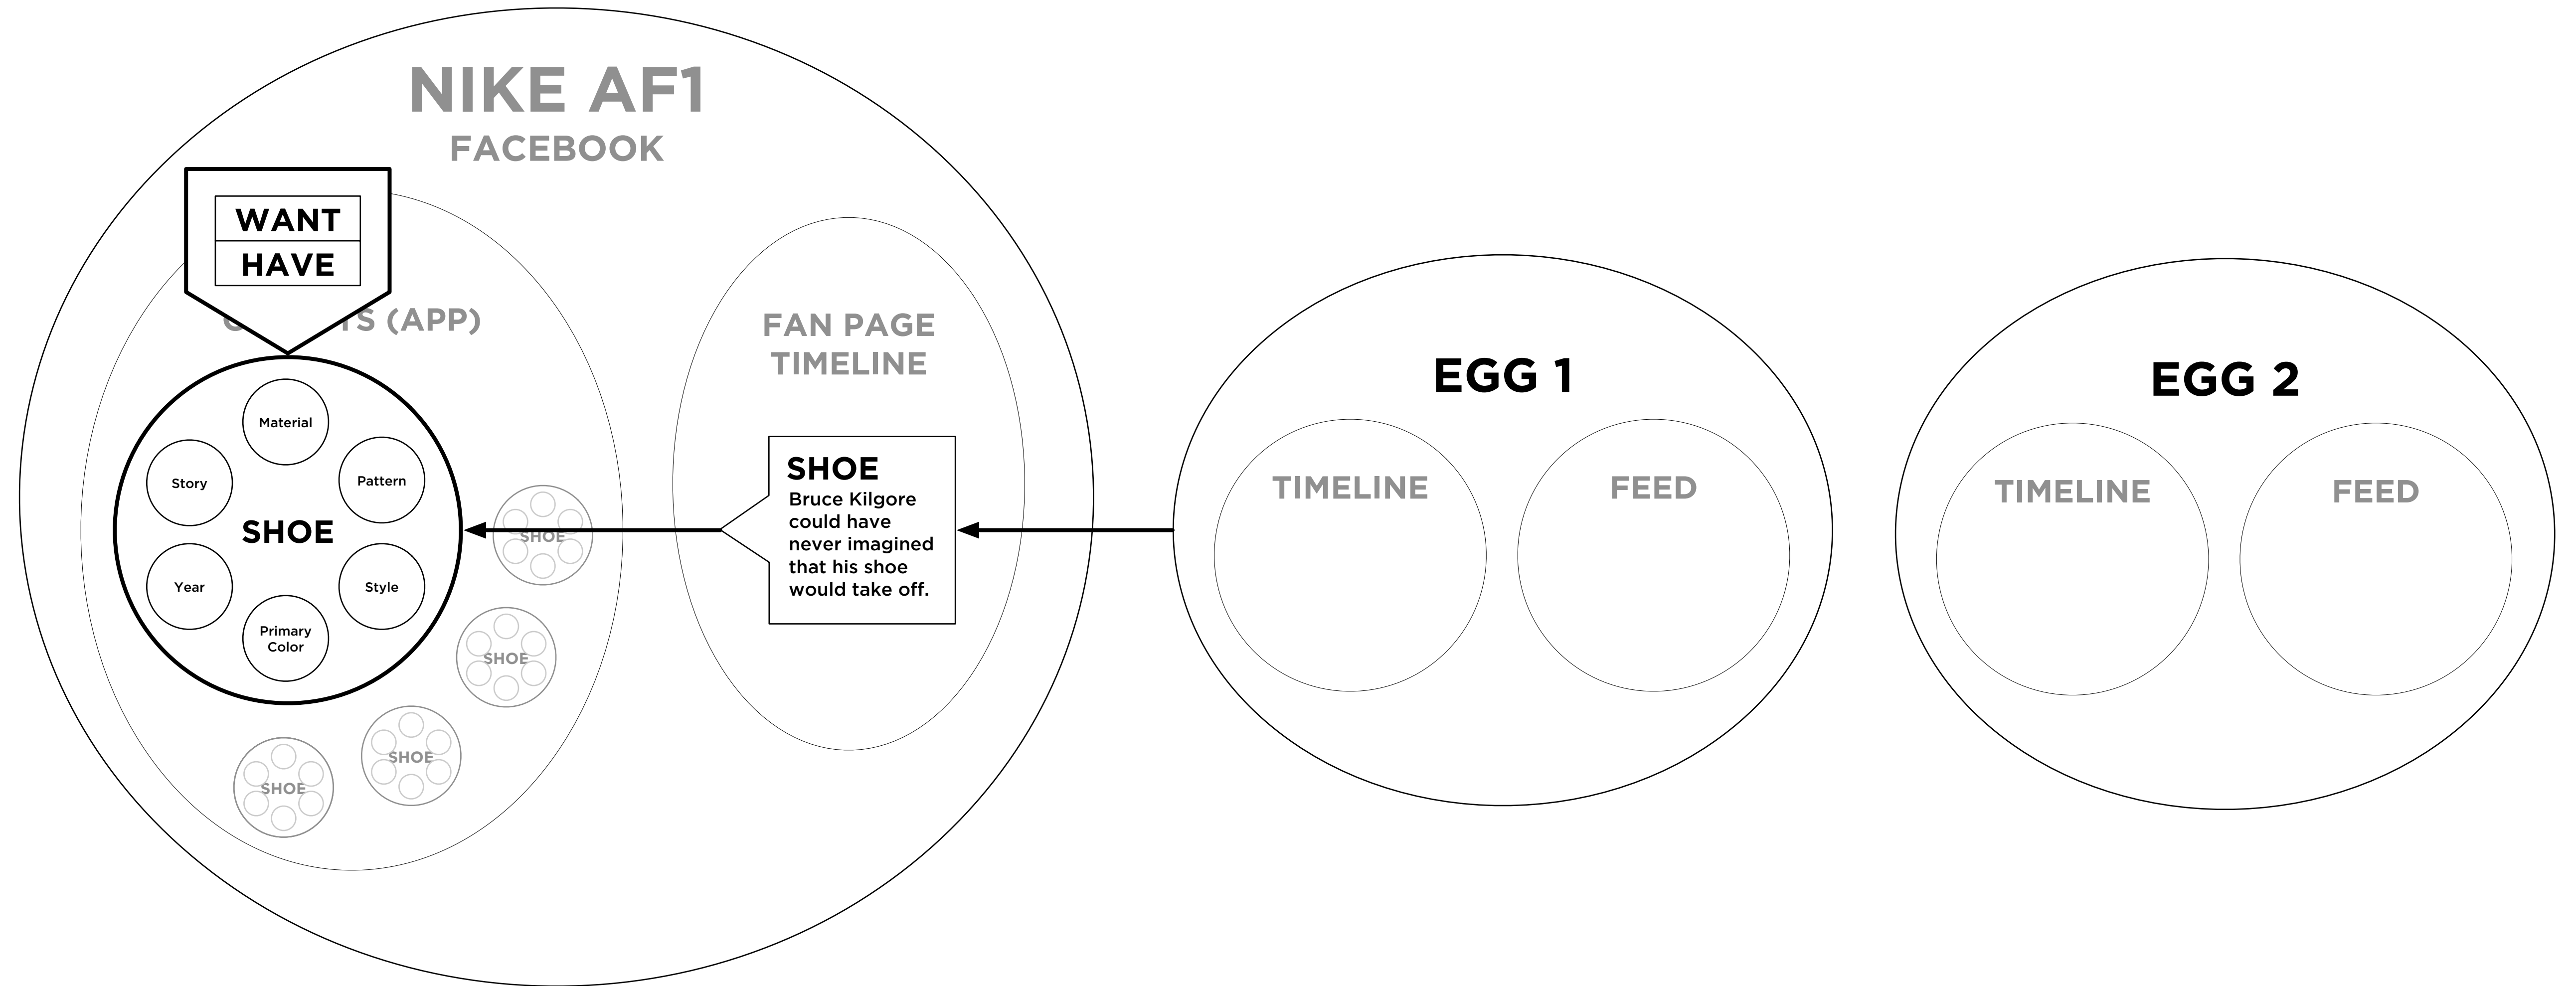 NIKE AF1
FACEBOOK
WANT
HAVE
(APP)
SHOE
Material
Pattern
Style
Primary
Color
Year
Story
SHOE
SHOE
SHOE
SHOE
FAN PAGE
TIMELINE
SHOE
Bruce Kilgore
could have
never imagined
that his shoe
would take off.
EGG 1
TIMELINE
FEED
EGG 2
TIMELINE
FEED